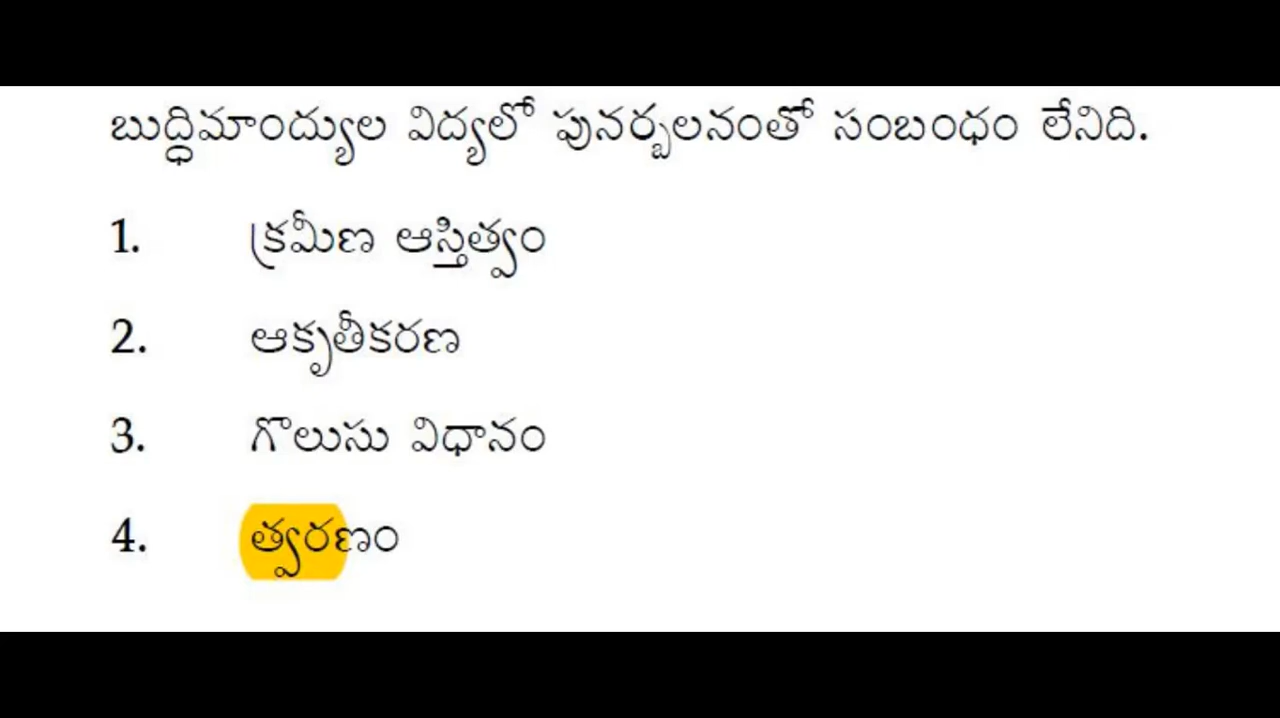 బుద్ధిమాంద్యుల విద్యలో పునర్బలనంతో సంబంధం లేనిది.
1. క్రమీణ ఆస్తిత్వం
2. ఆకృతీకరణ
3. గొలుసు విధానం
4. త్వరణం